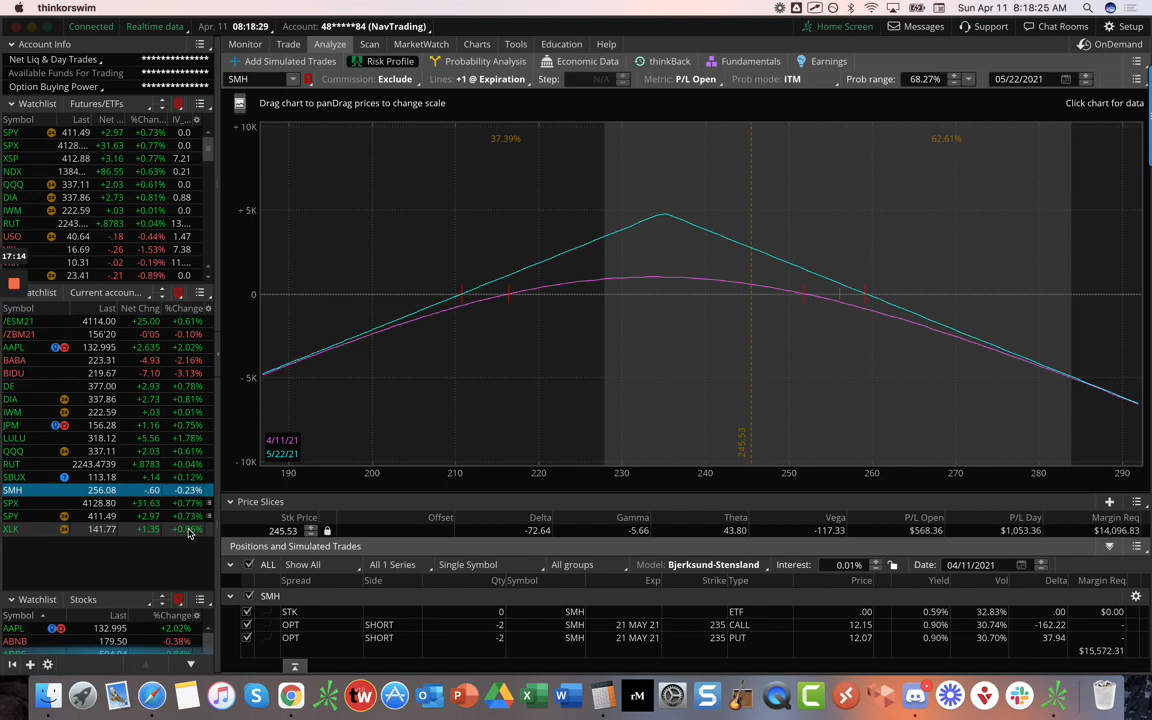 thinkorswim
Sun Apr 11 8:18:25 AM
Connected Realtime data Apr, 11 08:18:29 Account: 48*****84 (NavTrading)
Home Screen Messages Support Chat Rooms Setup
Account Info
Monitor Trade Analyze Scan MarketWatch Charts Tools Education Help
OnDemand
Net Liq & Day Trades ***************
Available Funds For Trading ***************
Option Buying Power ***************
Add Simulated Trades Risk Profile Probability Analysis Economic Data thinkBack Fundamentals Earnings
SMH Commission: Exclude Lines: +1 @ Expiration Step: N/A Metric: P/L Open Prob mode: ITM Prob range: 68.27% 05/22/2021
Watchlist Futures/ETFs
Drag chart to panDrag prices to change scale
Click chart for data
Symbol Last Net ... %Chan... IV_...
SPY 24 411.49 +2.97 +0.73% 0.0
SPX 4128.... +31.63 +0.77% 0.0
XSP 412.88 +3.16 +0.77% 7.21
NDX 1384... +86.55 +0.63% 0.21
QQQ 24 337.11 +2.03 +0.61% 0.0
DIA 24 337.86 +2.73 +0.81% 0.88
IWM 24 222.59 +.03 +0.01% 0.0
RUT 2243.... +.8783 +0.04% 13....
USO 24 40.64 -.18 -0.44% 1.47
16.69 -.26 -1.53% 7.38
17:14
10.31 -.02 -0.19% 11....
23.41 -.21 -0.89%
atchlist Current accoun...
Symbol Last Net Chng %Change
/ESM21 4114.00 +25.00 +0.61%
/ZBM21 156'20 -0'05 -0.10%
AAPL 132.995 +2.635 +2.02%
BABA 223.31 -4.93 -2.16%
BIDU 219.67 -7.10 -3.13%
DE 377.00 +2.93 +0.78%
DIA 24 337.86 +2.73 +0.81%
IWM 24 222.59 +.03 +0.01%
JPM 156.28 +1.16 +0.75%
LULU 318.12 +5.56 +1.78%
QQQ 24 337.11 +2.03 +0.61%
RUT 2243.4739 +.8783 +0.04%
SBUX ? 113.18 +.14 +0.12%
SMH 256.08 -.60 -0.23%
SPX 4128.80 +31.63 +0.77%
SPY 24 411.49 +2.97 +0.73%
XLK 24 141.77 +1.35
Watchlist Stocks
Symbol Last %Change
AAPL 132.995 +2.02%
ABNB 179.50 -0.38%
+10K
37.39% 62.61%
+5K
0
-5K
245.53
4/11/21
5/22/21
-10K
190 200 210 220 230 240 250 260 270 280 290
Price Slices
Stk Price Offset Delta Gamma Theta Vega P/L Open P/L Day Margin Req
245.53 -72.64 -5.66 43.80 -117.33 $568.36 $1,053.36 $14,096.83
Positions and Simulated Trades
ALL Show All All 1 Series Single Symbol All groups Model: Bjerksund-Stensland Interest: 0.01% Date: 04/11/2021
Spread Side Qty Symbol Exp Strike Type Price Yield Vol Delta Margin Req
SMH
STK 0 SMH ETF .00 0.59% 32.83% .00 $0.00
OPT SHORT -2 SMH 21 MAY 21 235 CALL 12.15 0.90% 30.74% -162.22
OPT SHORT -2 SMH 21 MAY 21 235 PUT 12.07 0.90% 30.70% 37.94
$15,572.31
tw
rM